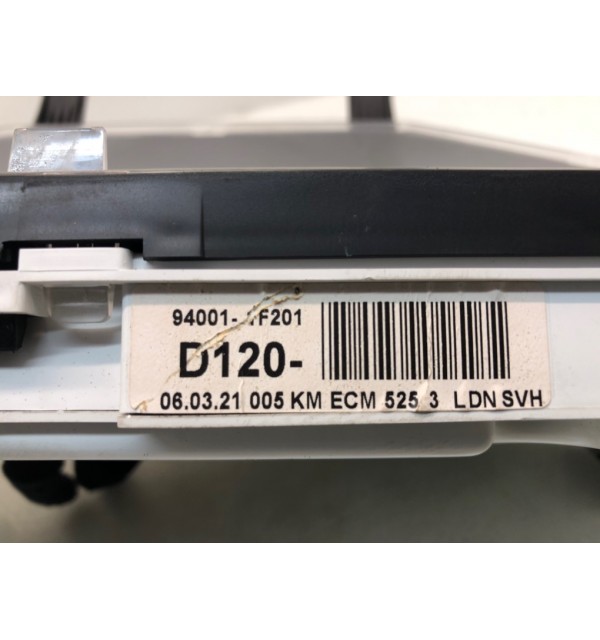 94001- F201
D120-
06.03.21 005 KM ECM 525 3 LDN SVH